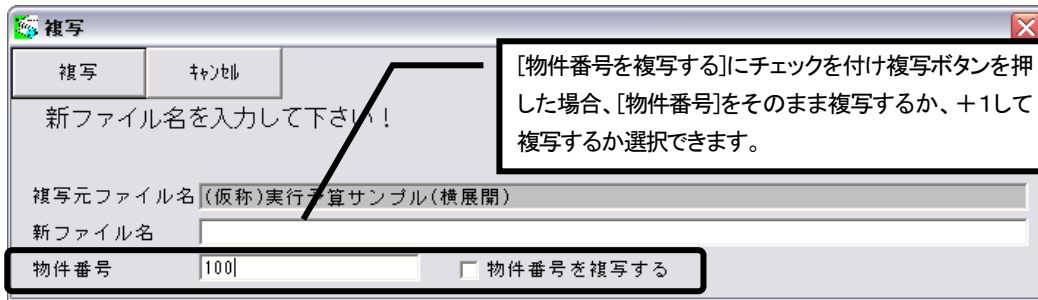 複写
複写 ｷｬﾝｾﾙ
新ファイル名を入力して下さい！
[物件番号を複写する]にチェックを付け複写ボタンを押
した場合、[物件番号]をそのまま複写するか、＋1して
複写するか選択できます。
複写元ファイル名 (仮称)実行予算サンプル(横展開)
新ファイル名
物件番号 100 物件番号を複写する